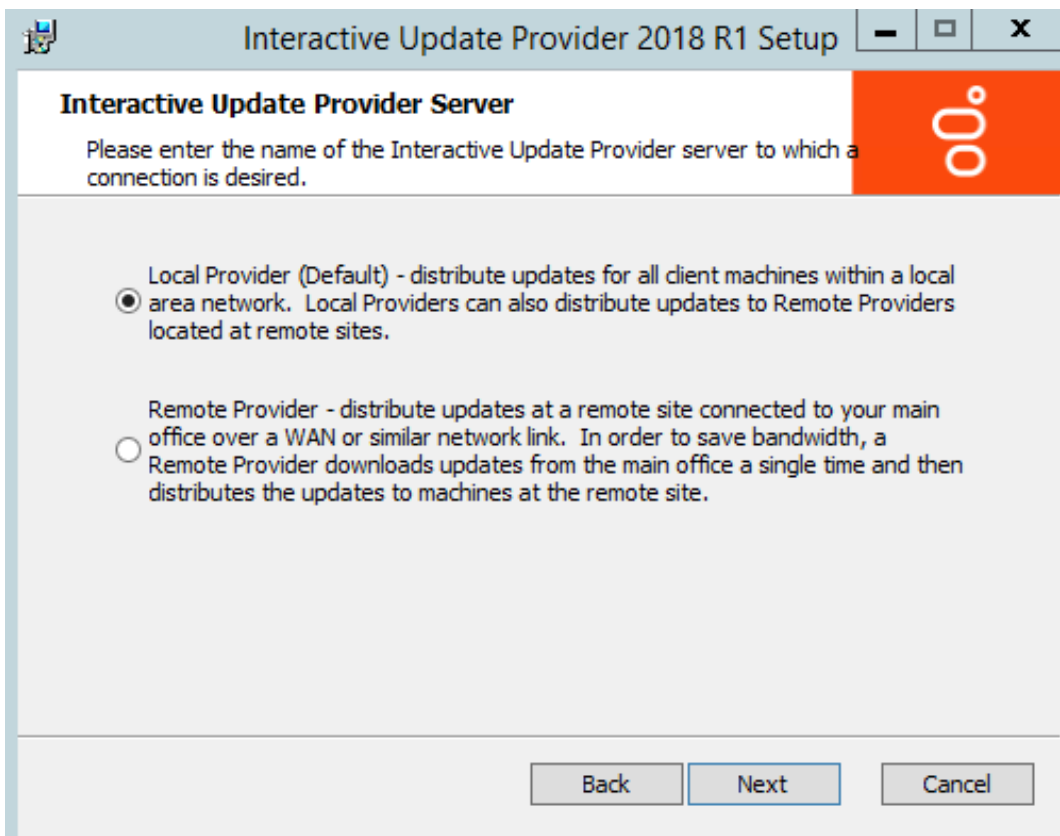 Interactive Update Provider 2018 R1 Setup
Interactive Update Provider Server
Please enter the name of the Interactive Update Provider server to which a
connection is desired.
Local Provider (Default) - distribute updates for all client machines within a local
area network.  Local Providers can also distribute updates to Remote Providers
located at remote sites.
Remote Provider - distribute updates at a remote site connected to your main
office over a WAN or similar network link.  In order to save bandwidth, a
Remote Provider downloads updates from the main office a single time and then
distributes the updates to machines at the remote site.
Back Next Cancel